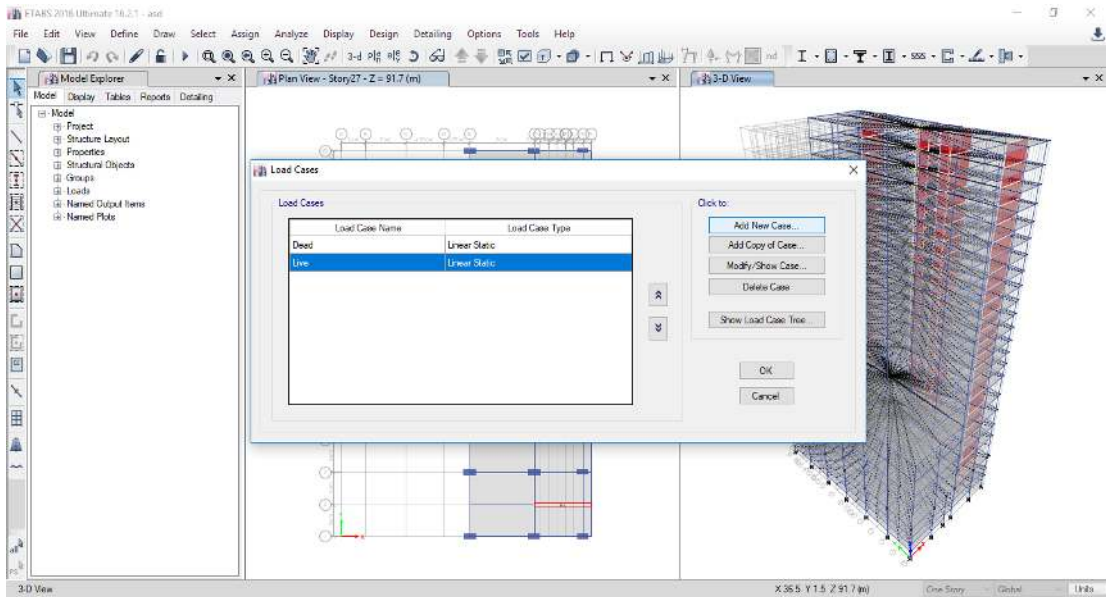 ETABS 2016 Ultimate 16.2.1 - asd
File Edit View Define Draw Select Assign Analyze Display Design Detailing Options Tools Help
3-d
Model Explorer
Plan View - Story27 - Z = 91.7 (m)
3-D View
Model Display Tables Reports Detailing
Model
Project
Structure Layout
Properties
Structural Objects
Groups
Loads
Named Output Items
Named Plots
Load Cases
Load Cases
Click to:
Load Case Name Load Case Type
Dead Linear Static
Live Linear Static
Add New Case...
Add Copy of Case...
Modify/Show Case...
Delete Case
Show Load Case Tree...
OK
Cancel
3-D View
X 36.5 Y 1.5 Z 91.7 (m)
One Story
Global
Units...